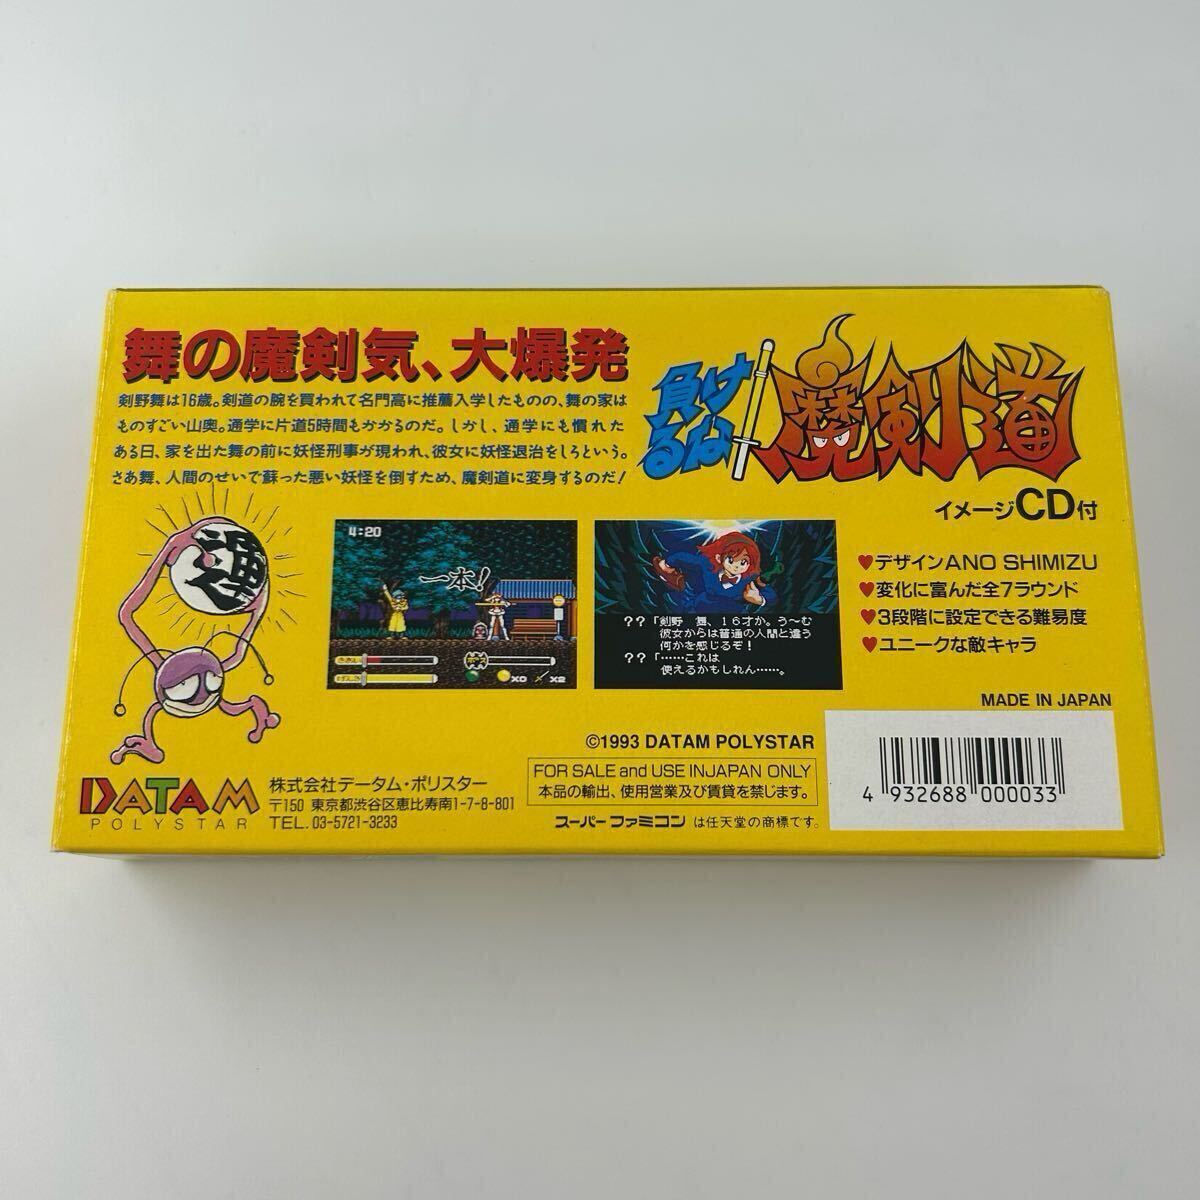 舞の魔剣気、大爆発
剣野舞は16歳。剣道の腕を買われて名門高に推薦入学したものの、舞の家は
ものすごい山奥。通学に片道5時間もかかるのだ。しかし、通学にも慣れた
ある日、家を出た舞の前に妖怪刑事が現われ、彼女に妖怪退治をしろという。
さあ舞、人間のせいで蘇った悪い妖怪を倒すため、魔剣道に変身するのだ!
負けるな
魔剣道
イメージCD付
4:20
一本!
ボス
X0 X2
??「剣野 舞、16才か。う〜む
彼女からは普通の人間と違う
何かを感じるぞ!
??「……これは
使えるかもしれん……。
♥デザインANO SHIMIZU
♥変化に富んだ全7ラウンド
♥3段階に設定できる難易度
♥ユニークな敵キャラ
MADE IN JAPAN
©1993 DATAM POLYSTAR
FOR SALE and USE INJAPAN ONLY
本品の輸出、使用営業及び賃貸を禁じます。
スーパーファミコンは任天堂の商標です。
4 932688 000033
DATAM
POLYSTAR
株式会社データム・ポリスター
〒150 東京都渋谷区恵比寿南1-7-8-801
TEL. 03-5721-3233